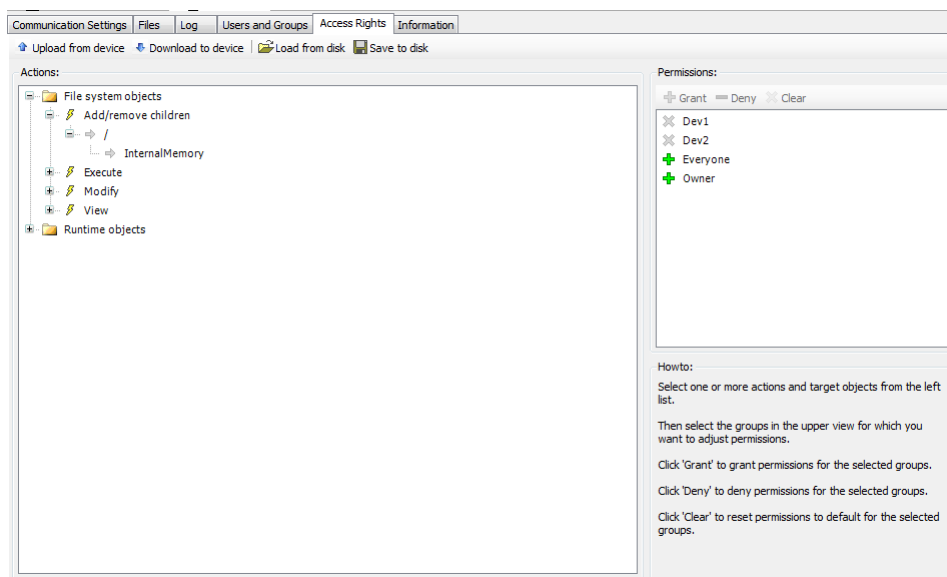 Communication Settings Files Log Users and Groups Access Rights Information
Upload from device Download to device Load from disk Save to disk
Actions:
File system objects
Add/remove children
/
InternalMemory
Execute
Modify
View
Runtime objects
Permissions:
Grant Deny Clear
Dev1
Dev2
Everyone
Owner
Howto:
Select one or more actions and target objects from the left
list.
Then select the groups in the upper view for which you
want to adjust permissions.
Click 'Grant' to grant permissions for the selected groups.
Click 'Deny' to deny permissions for the selected groups.
Click 'Clear' to reset permissions to default for the selected
groups.